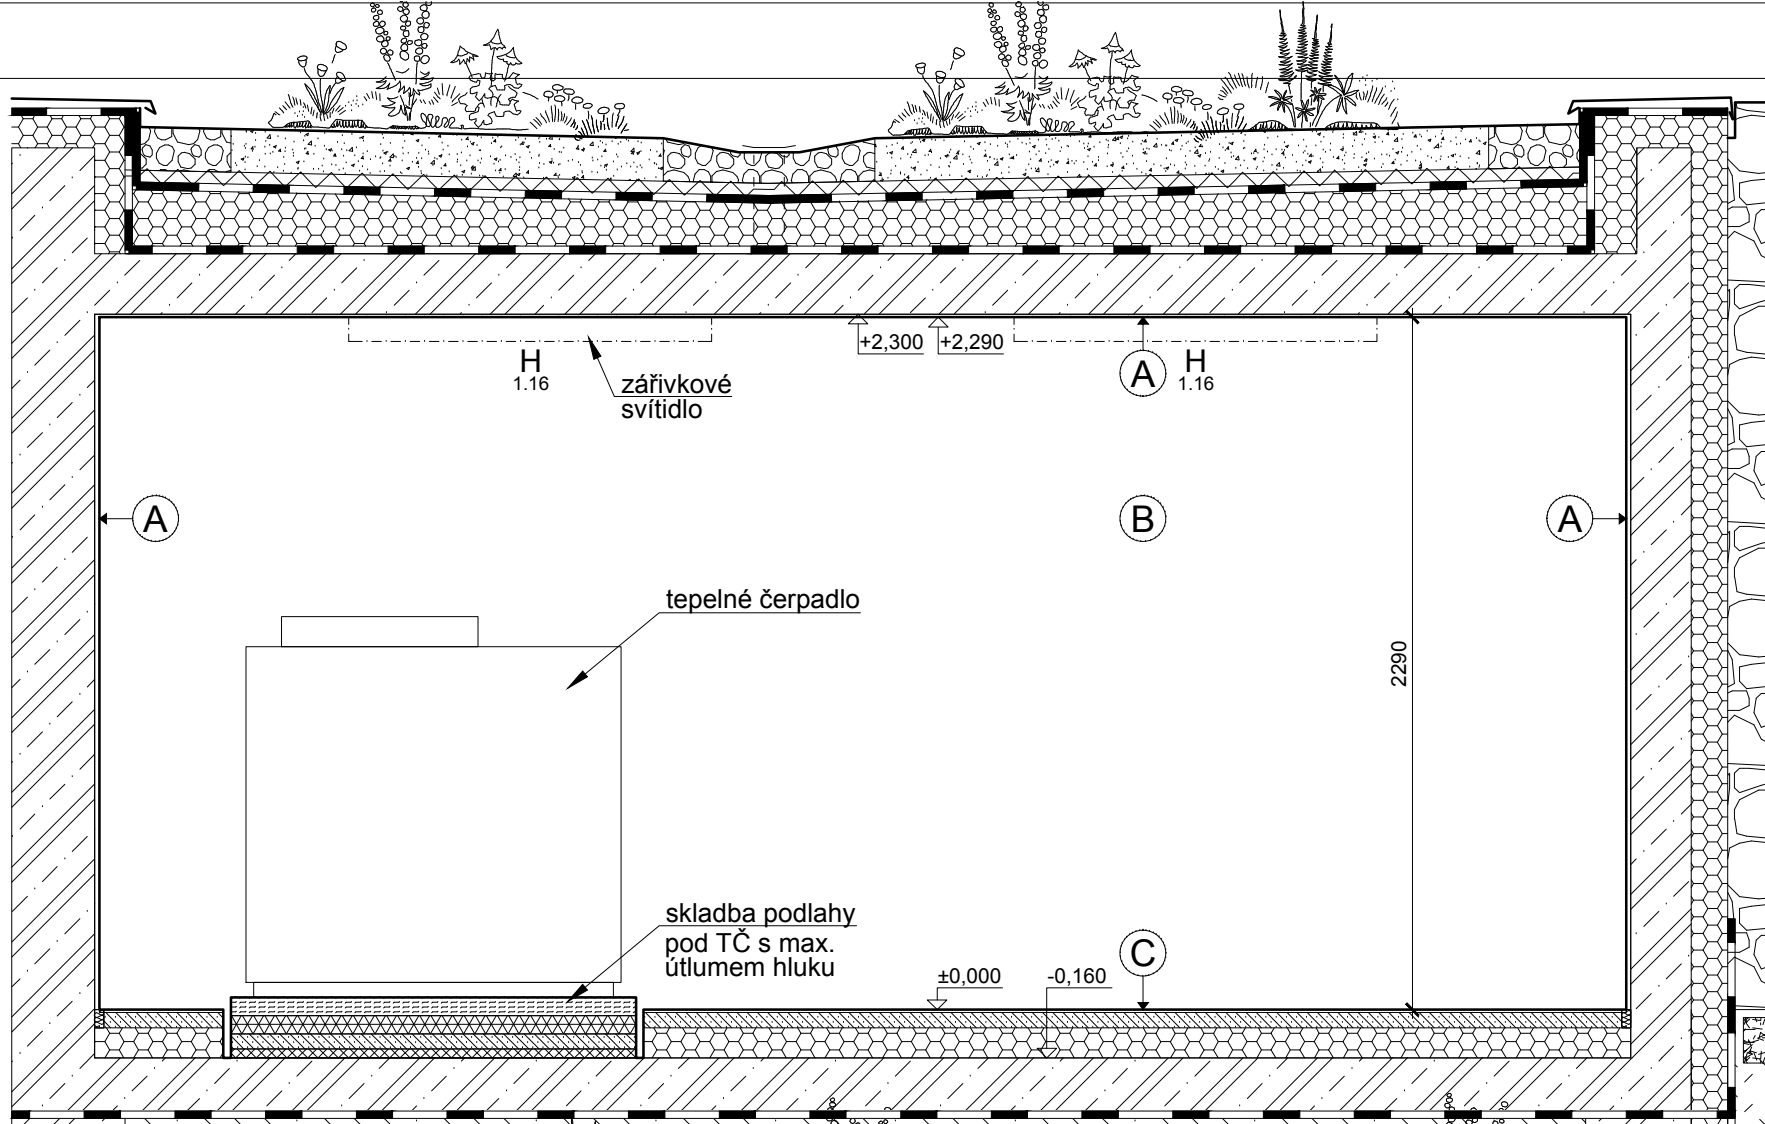 +2,300
+2,290
H
1.16
A
H
1.16
zářivkové
svítidlo
A
B
A
tepelné čerpadlo
2290
skladba podlahy
pod TČ s max.
útlumem hluku
±0,000
-0,160
C